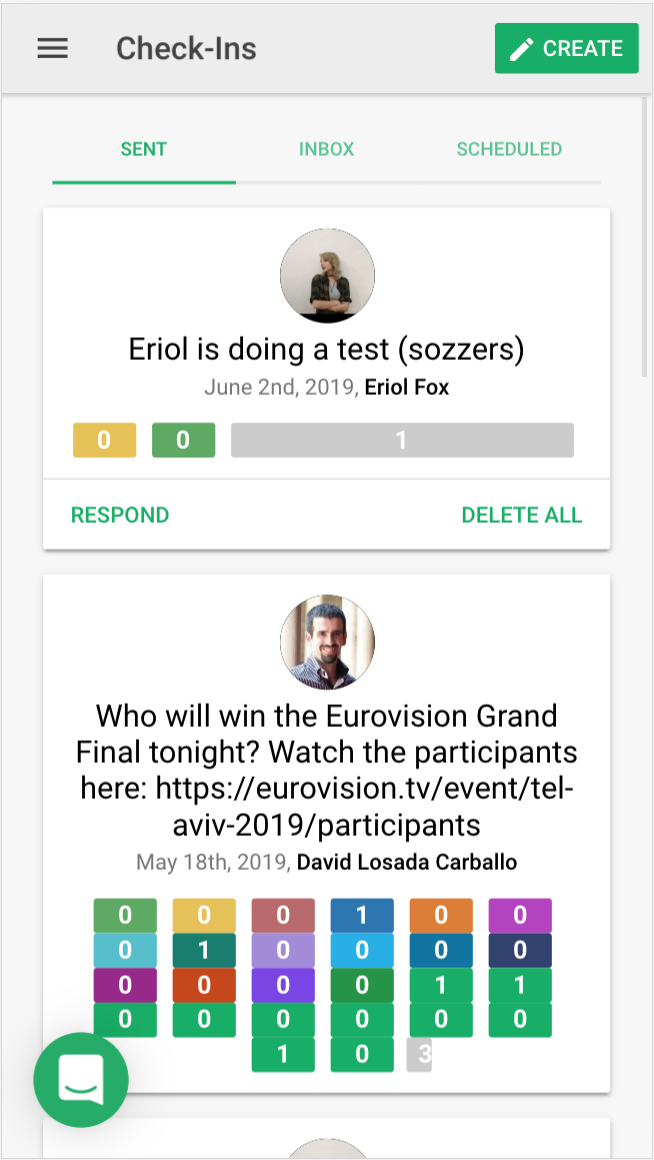 Check-Ins
CREATE
SENT INBOX SCHEDULED
Eriol is doing a test (sozzers)
June 2nd, 2019, Eriol Fox
0 0 1
RESPOND DELETE ALL
Who will win the Eurovision Grand
Final tonight? Watch the participants
here: https://eurovision.tv/event/tel-
aviv-2019/participants
May 18th, 2019, David Losada Carballo
0 0 0 1 0 0
0 1 0 0 0 0
0 0 0 0 1 1
0 0 0 0 0 0
1 0 3